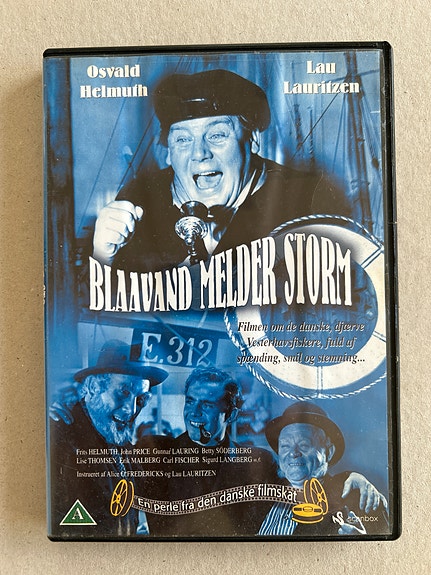 Osvald
Helmuth
Lau
Lauritzen
BLAAVAND MELDER STORM
Filmen om de danske, djærve
Vesterhavsfiskere, fuld af
spænding, smil og stemning...
E.312
Frits HELMUTH, John PRICE, Gunnar LAURING, Betty SÖDERBERG
Lise THOMSEN, Erik MALBERG, Carl FISCHER, Sigurd LANGBERG m.fl.
Instrueret af Alice O'FREDERICKS og Lau LAURITZEN
En perle fra den danske filmskat
A
scanbox